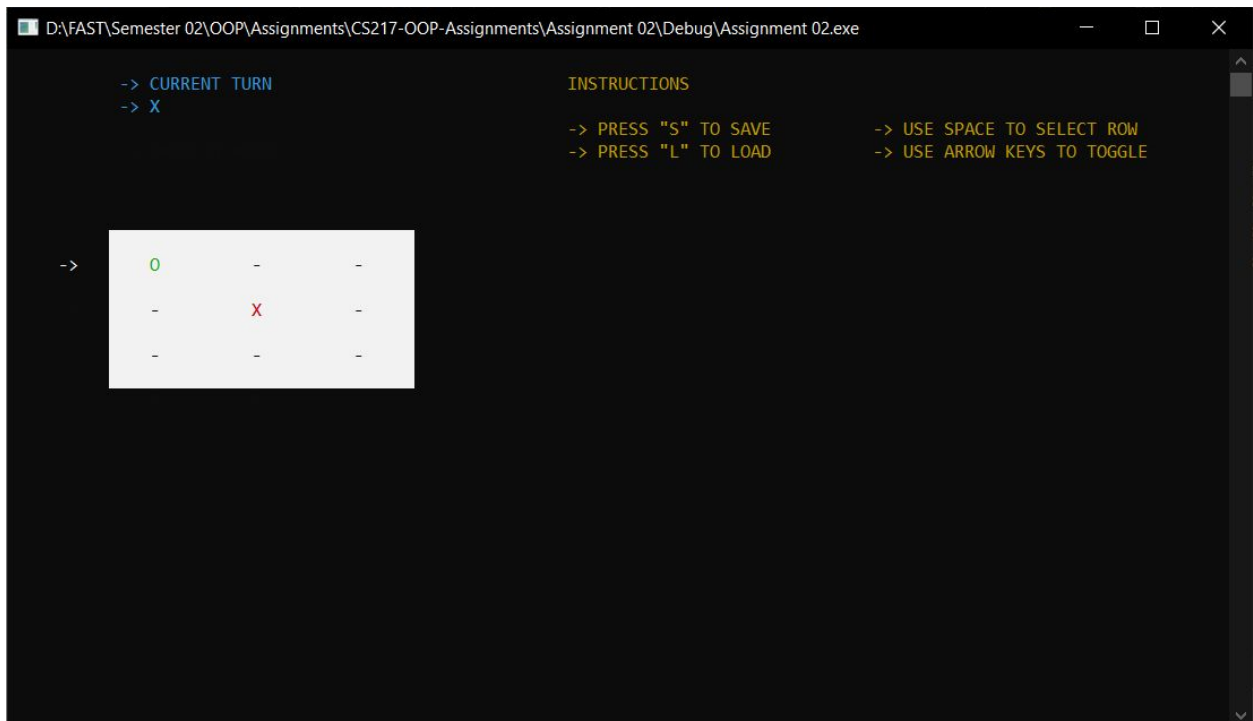 D:\FAST\Semester 02\OOP\Assignments\CS217-OOP-Assignments\Assignment 02\Debug\Assignment 02.exe
-> CURRENT TURN
-> X
INSTRUCTIONS
-> PRESS "S" TO SAVE -> USE SPACE TO SELECT ROW
-> PRESS "L" TO LOAD -> USE ARROW KEYS TO TOGGLE
-> O - -
- X -
- - -